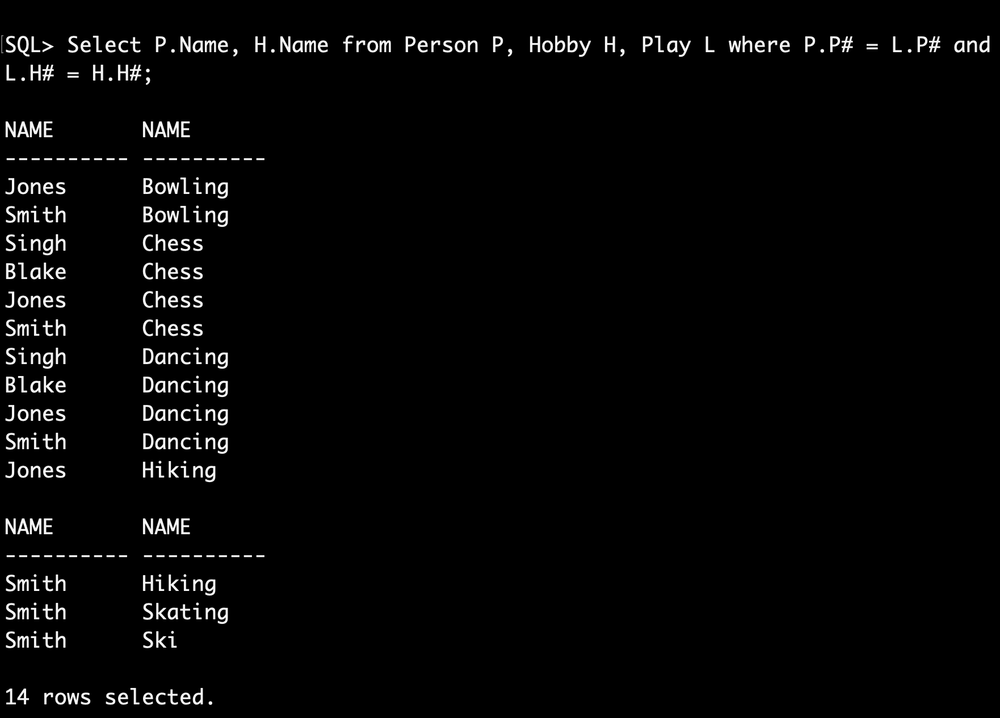 SQL> Select P.Name, H.Name from Person P, Hobby H, Play L where P.P# = L.P# and
L.H# = H.H#;
NAME       NAME
---------- ----------
Jones      Bowling
Smith      Bowling
Singh      Chess
Blake      Chess
Jones      Chess
Smith      Chess
Singh      Dancing
Blake      Dancing
Jones      Dancing
Smith      Dancing
Jones      Hiking
NAME       NAME
---------- ----------
Smith      Hiking
Smith      Skating
Smith      Ski
14 rows selected.